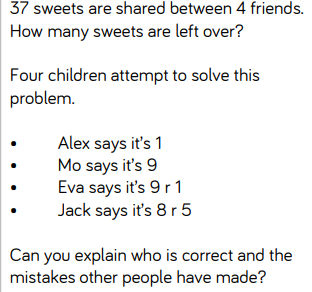 37 sweets are shared between 4 friends.
How many sweets are left over?
Four children attempt to solve this
problem.
• Alex says it's 1
• Mo says it's 9
• Eva says it's 9 r 1
• Jack says it's 8 r 5
Can you explain who is correct and the
mistakes other people have made?